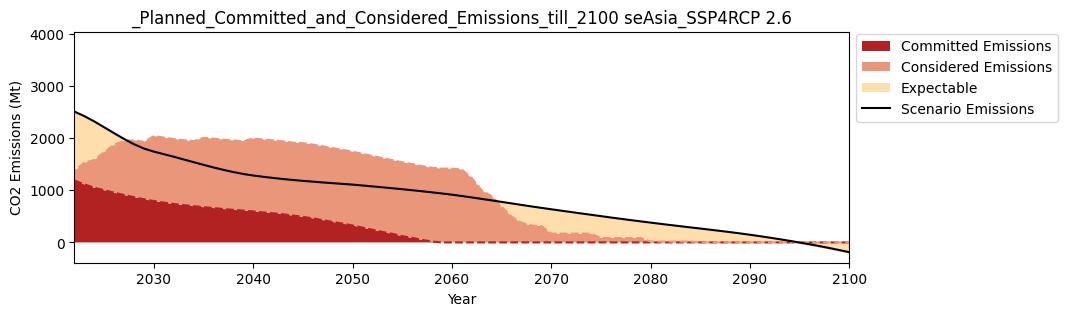 _Planned_Committed_and_Considered_Emissions_till_2100 seAsia_SSP4RCP 2.6
4000
3000
2000
1000
0
CO2 Emissions (Mt)
2030 2040 2050 2060 2070 2080 2090 2100
Year
Committed Emissions
Considered Emissions
Expectable
Scenario Emissions